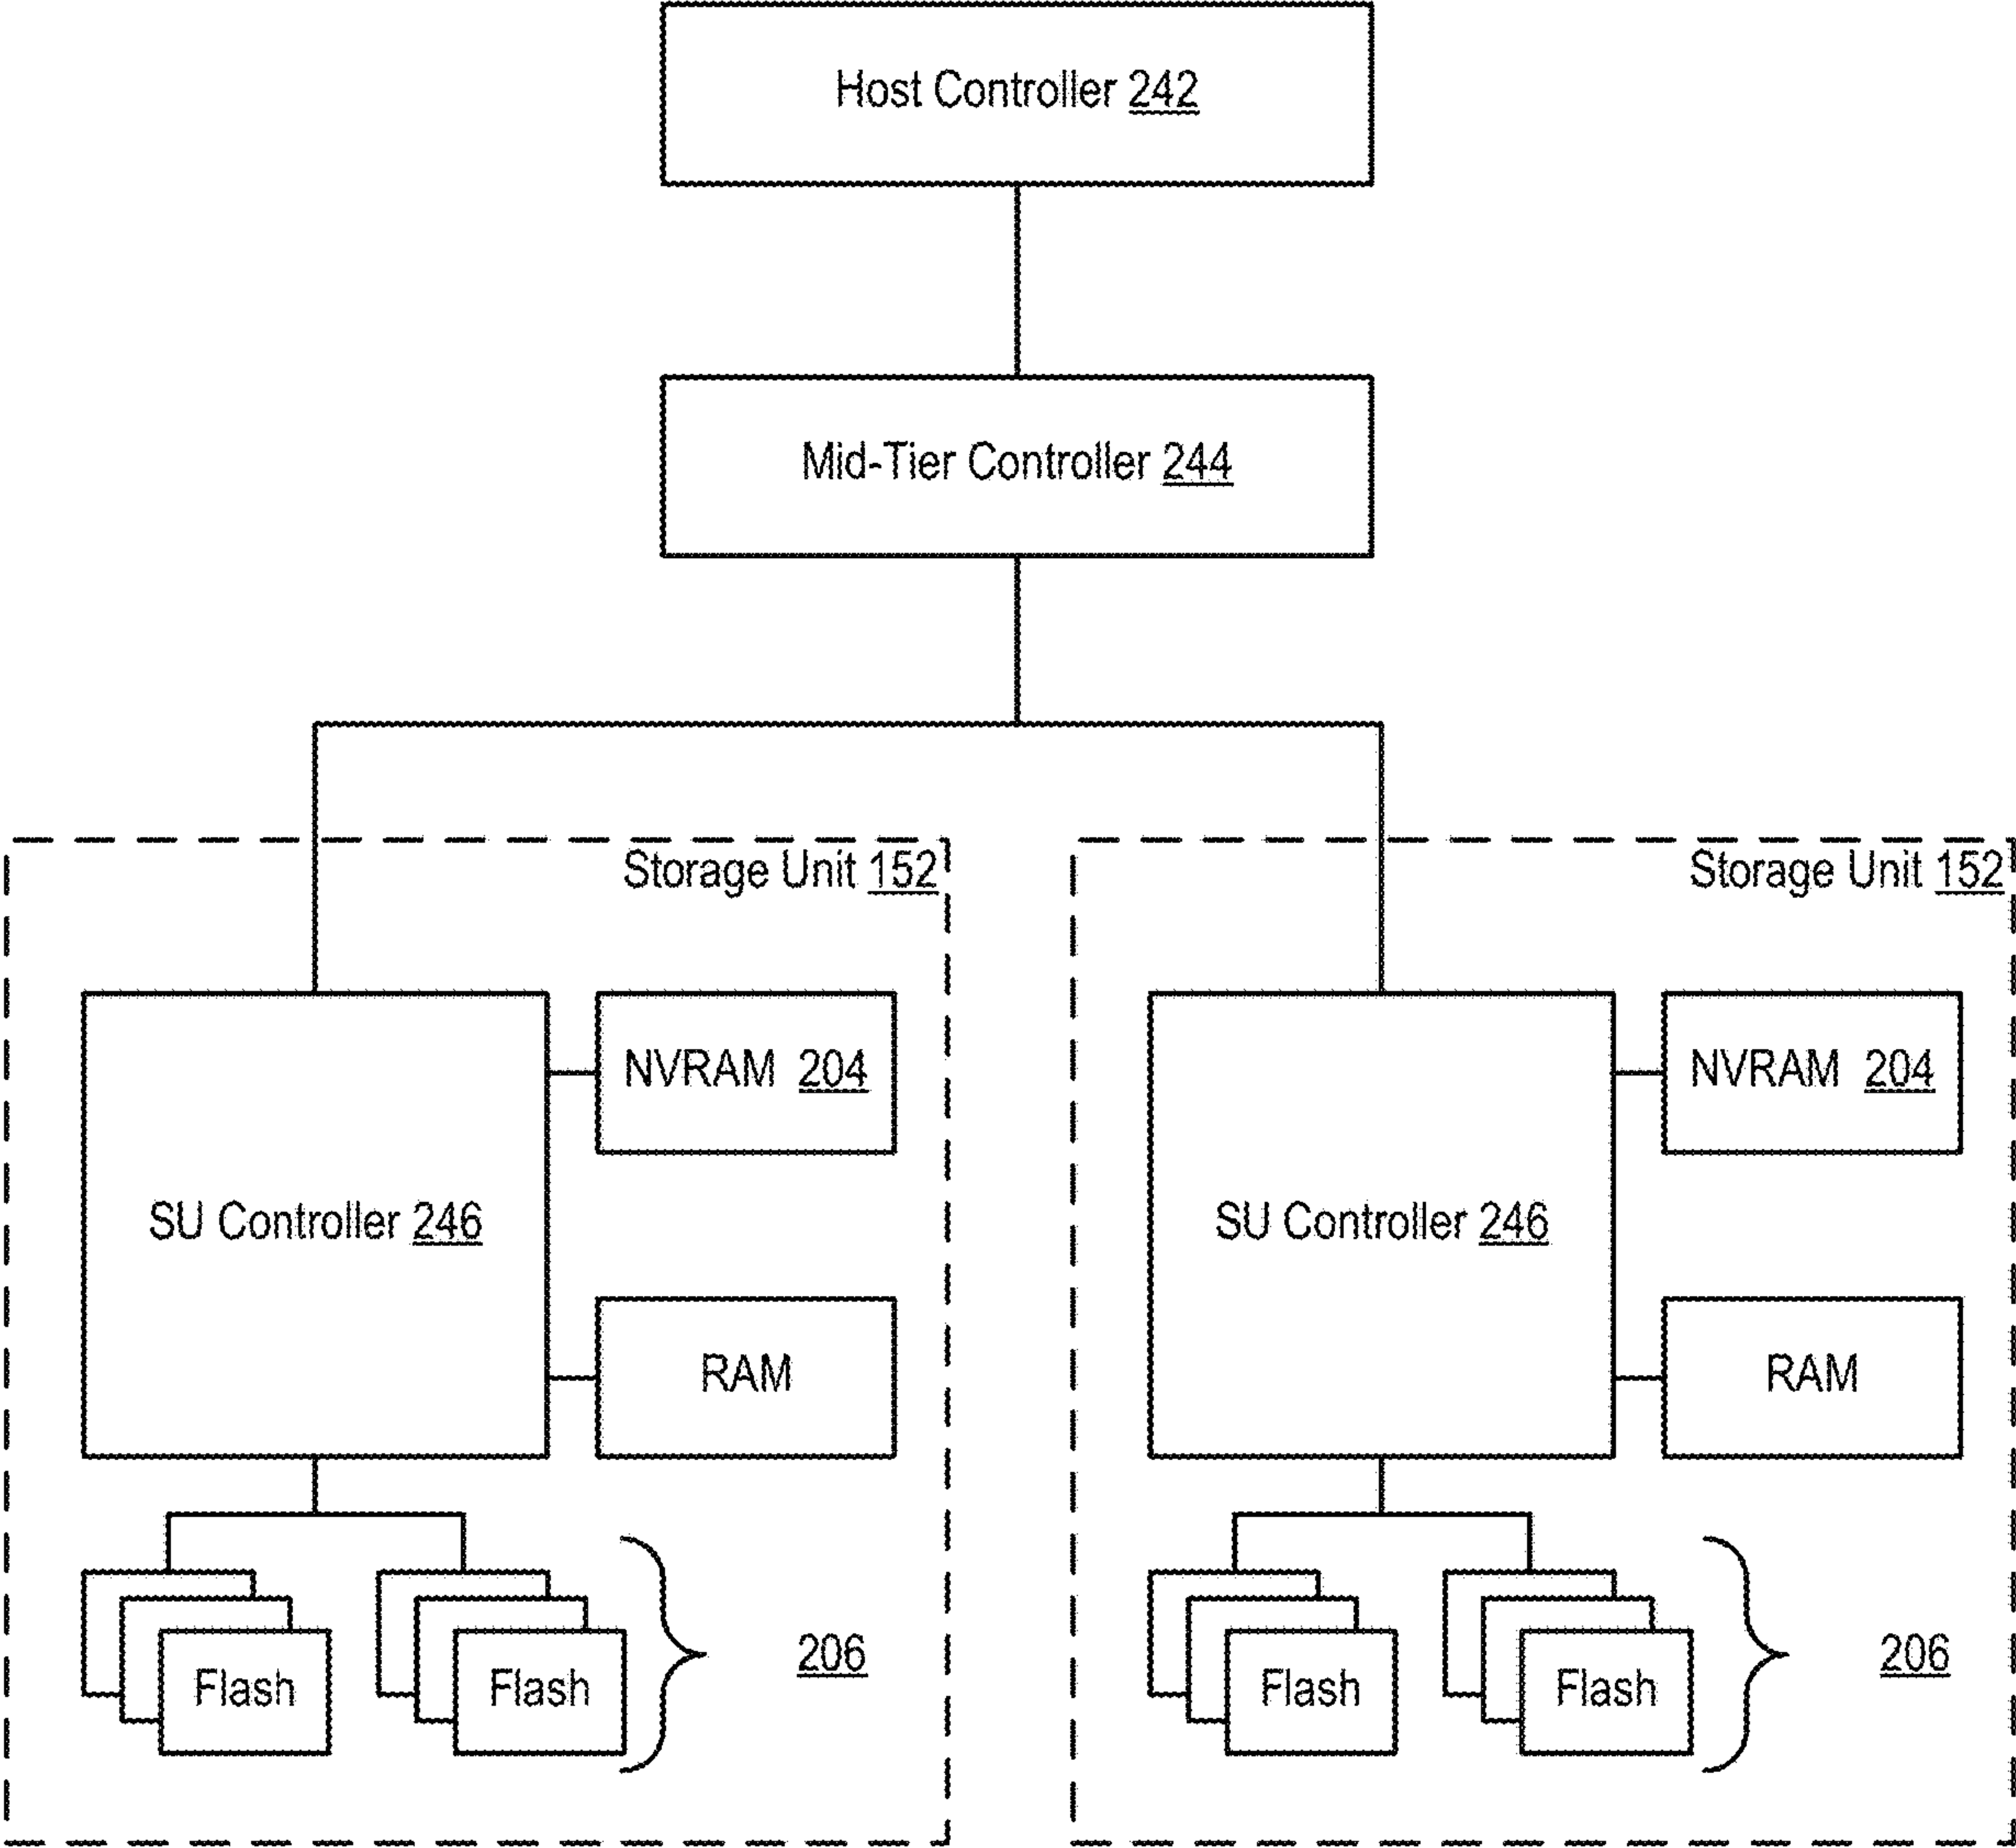 Host Controller 242
Mid-Tier Controller 244
Storage Unit 152
SU Controller 246
NVRAM 204
RAM
Flash
Flash
206
Storage Unit 152
SU Controller 246
NVRAM 204
RAM
Flash
Flash
206